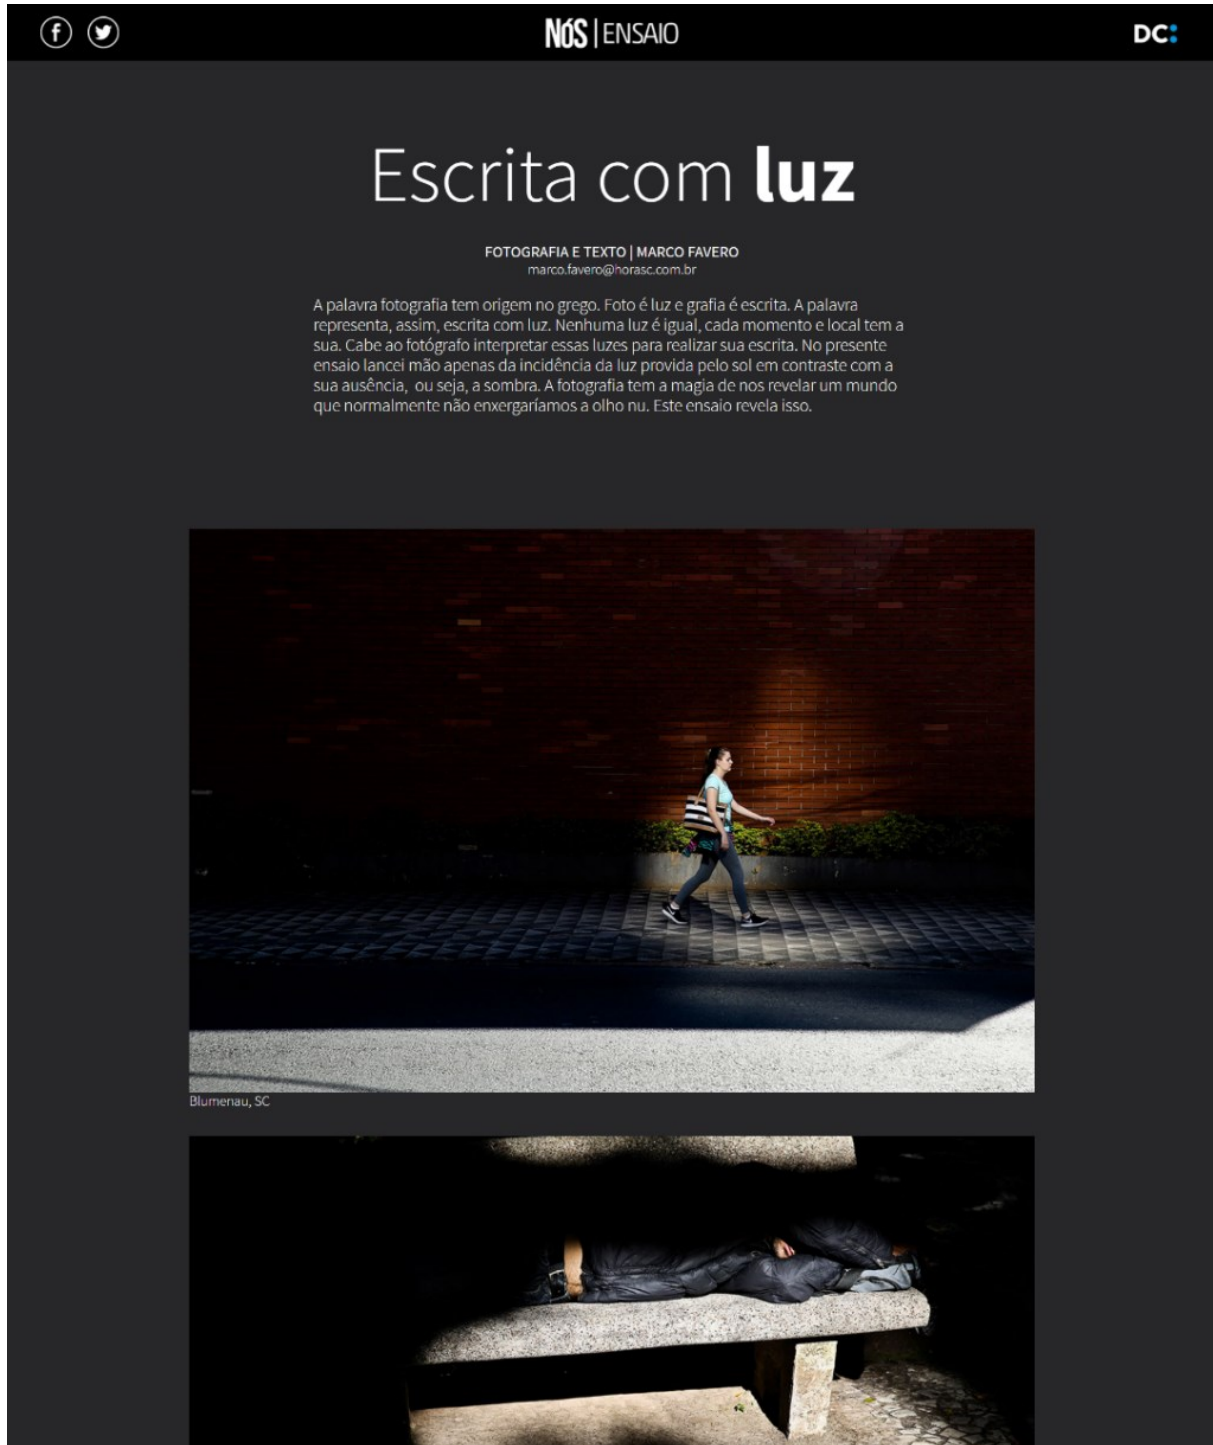 NóS | ENSAIO
DC:
Escrita com luz
FOTOGRAFIA E TEXTO | MARCO FAVERO
marco.favero@horasc.com.br
A palavra fotografia tem origem no grego. Foto é luz e grafia é escrita. A palavra
representa, assim, escrita com luz. Nenhuma luz é igual, cada momento e local tem a
sua. Cabe ao fotógrafo interpretar essas luzes para realizar sua escrita. No presente
ensaio lancei mão apenas da incidência da luz provida pelo sol em contraste com a
sua ausência, ou seja, a sombra. A fotografia tem a magia de nos revelar um mundo
que normalmente não enxergaríamos a olho nu. Este ensaio revela isso.
Blumenau, SC